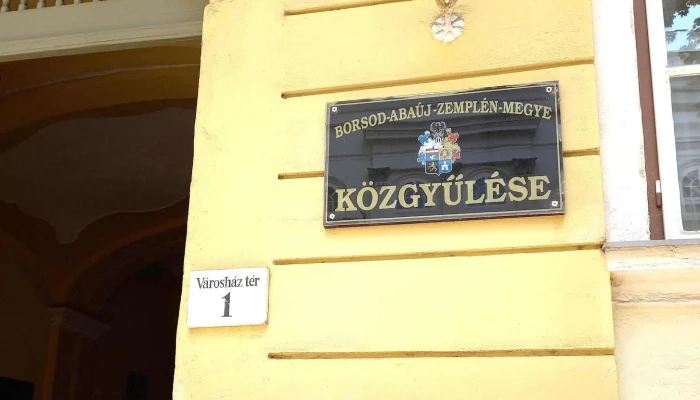 BORSOD-ABAÚJ-ZEMPLÉN-MEGYE
KÖZGYŰLÉSE
Városház tér
1